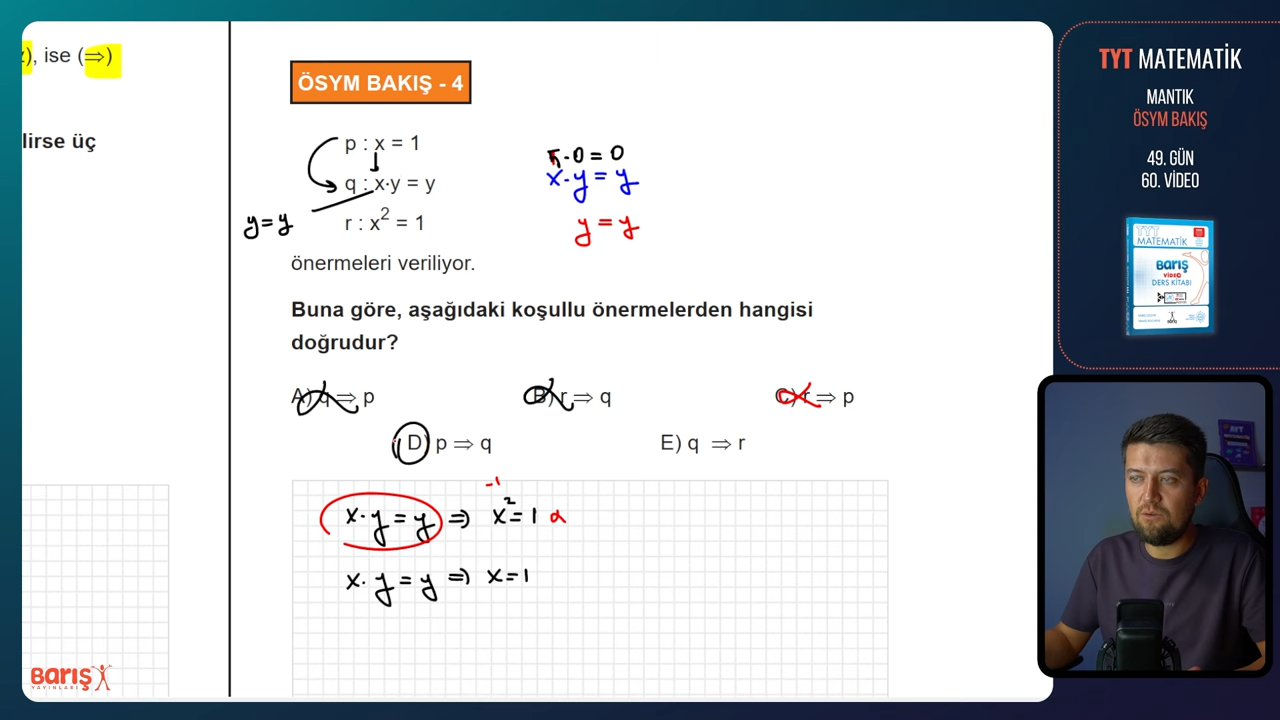 ), ise (⇒)
lirse üç
ÖSYM BAKIŞ - 4
p : x = 1
q : x·y = y
r : x² = 1
y = y
· 0 = 0
x · y = y
y = y
önermeleri veriliyor.
Buna göre, aşağıdaki koşullu önermelerden hangisi
doğrudur?
A) q ⇒ p
B) r ⇒ q
C) r ⇒ p
D) p ⇒ q
E) q ⇒ r
-1
x · y = y ⇒ x² = 1
x · y = y ⇒ x = 1
BARIŞ
YAYINLARI
TYT MATEMATİK
MANTIK
ÖSYM BAKIŞ
49. GÜN
60. VİDEO
TYT
MATEMATİK
BARIŞ
VİDEO
DERS KİTABI